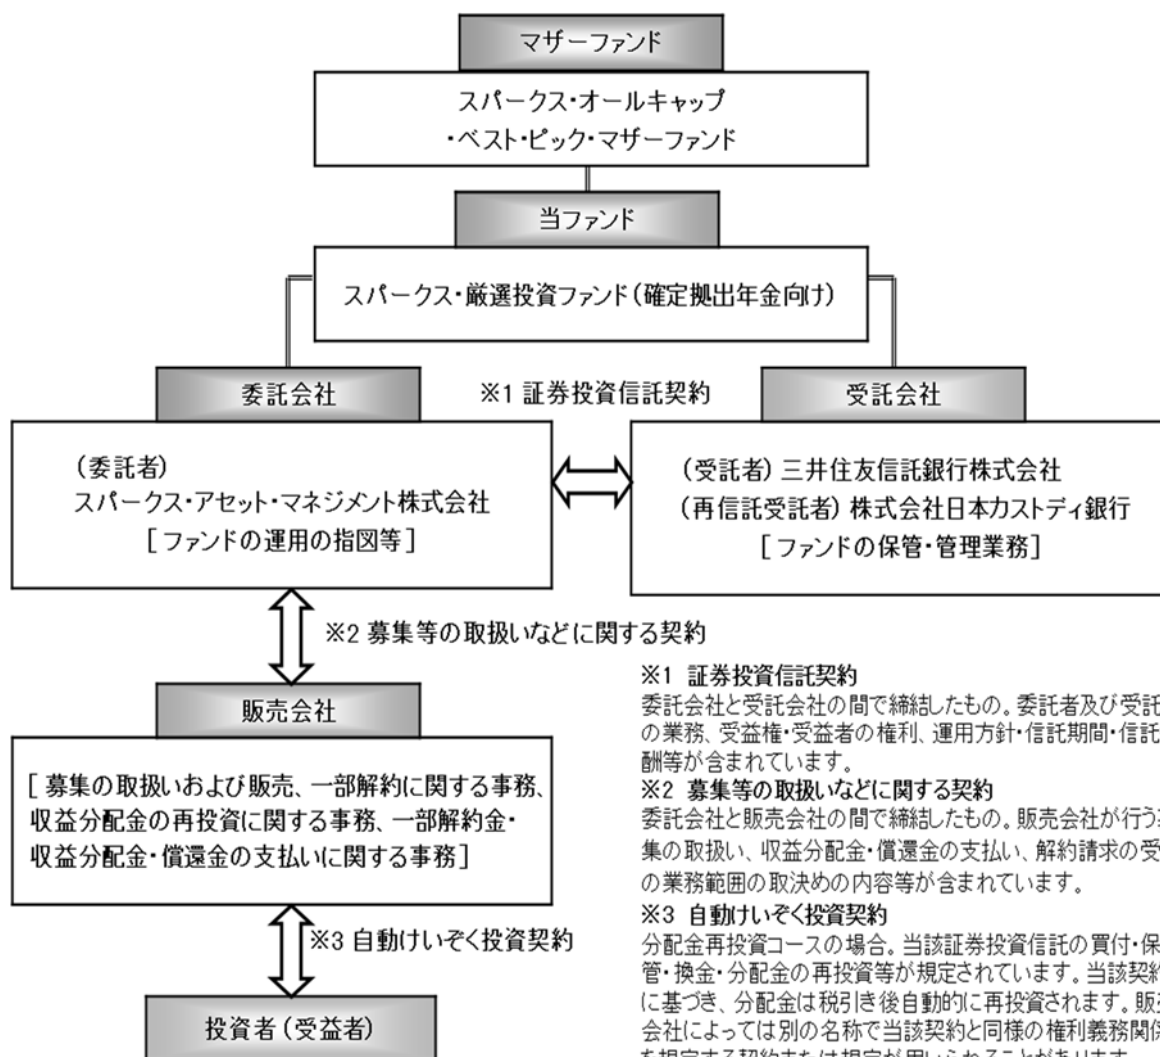 マザーファンド
スパークス・オールキャップ
・ベスト・ピック・マザーファンド
当ファンド
スパークス・厳選投資ファンド(確定拠出年金向け)
委託会社
※1 証券投資信託契約
受託会社
(委託者)
スパークス・アセット・マネジメント株式会社
[ファンドの運用の指図等]
(受託者) 三井住友信託銀行株式会社
(再信託受託者) 株式会社日本カストディ銀行
[ファンドの保管・管理業務]
※2 募集等の取扱いなどに関する契約
販売会社
[募集の取扱いおよび販売、一部解約に関する事務、
収益分配金の再投資に関する事務、一部解約金・
収益分配金・償還金の支払いに関する事務]
※3 自動けいぞく投資契約
投資者(受益者)
※1 証券投資信託契約
委託会社と受託会社の間で締結したもの。委託者及び受託
の業務、受益権・受益者の権利、運用方針・信託期間・信託
酬等が含まれています。
※2 募集等の取扱いなどに関する契約
委託会社と販売会社の間で締結したもの。販売会社が行う
集の取扱い、収益分配金・償還金の支払い、解約請求の受
の業務範囲の取決めの内容等が含まれています。
※3 自動けいぞく投資契約
分配金再投資コースの場合。当該証券投資信託の買付・保
管・換金・分配金の再投資等が規定されています。当該契約
に基づき、分配金は税引き後自動的に再投資されます。販売
会社によっては別の名称で当該契約と同様の権利義務関係
を規定する契約または規定が用いられることがあります。